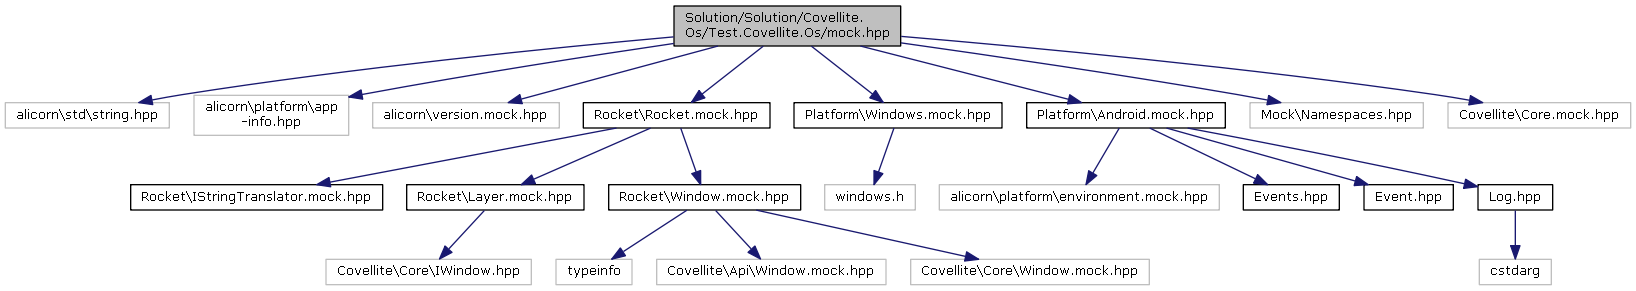 Solution/Solution/Covellite.
Os/Test.Covellite.Os/mock.hpp
alicorn\std\string.hpp
alicorn\platform\app
-info.hpp
alicorn\version.mock.hpp
Rocket\Rocket.mock.hpp
Platform\Windows.mock.hpp
Platform\Android.mock.hpp
Mock\Namespaces.hpp
Covellite\Core.mock.hpp
Rocket\IStringTranslator.mock.hpp
Rocket\Layer.mock.hpp
Rocket\Window.mock.hpp
windows.h
alicorn\platform\environment.mock.hpp
Events.hpp
Event.hpp
Log.hpp
Covellite\Core\IWindow.hpp
typeinfo
Covellite\Api\Window.mock.hpp
Covellite\Core\Window.mock.hpp
cstdarg